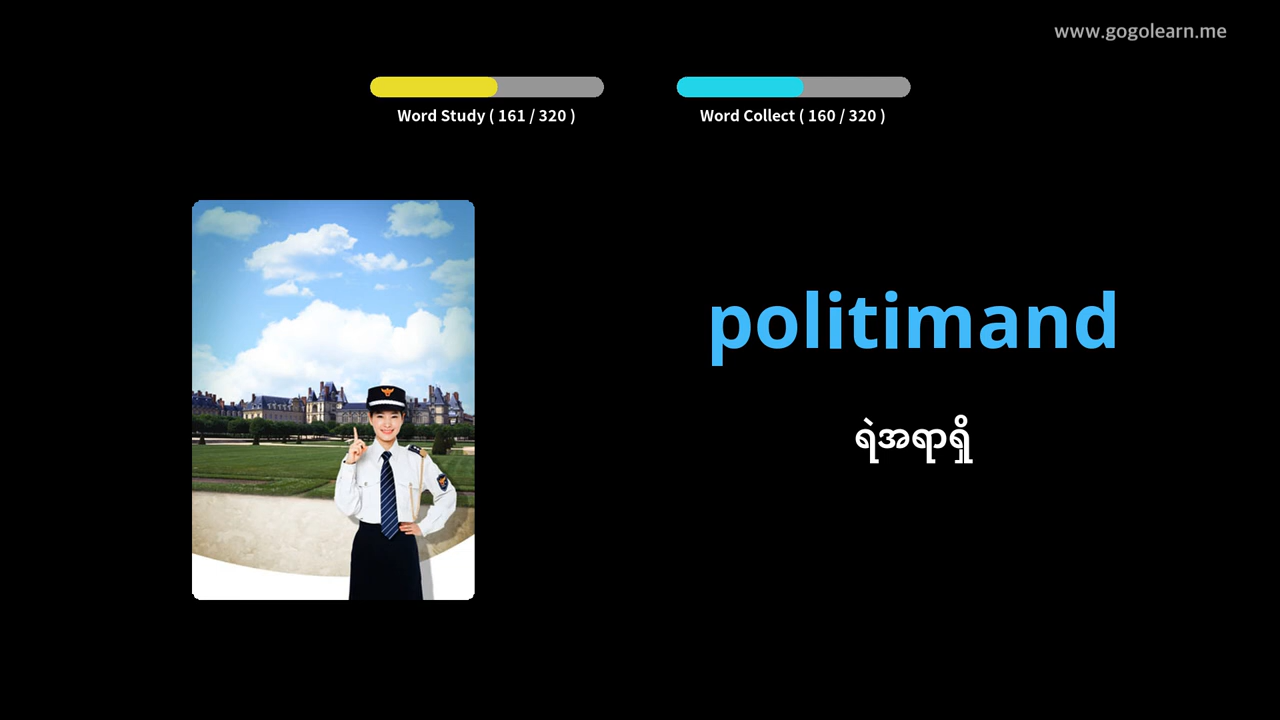 www.gogolearn.me
Word Study ( 161 / 320 )
Word Collect ( 160 / 320 )
politimand
ရဲအရာရှိ